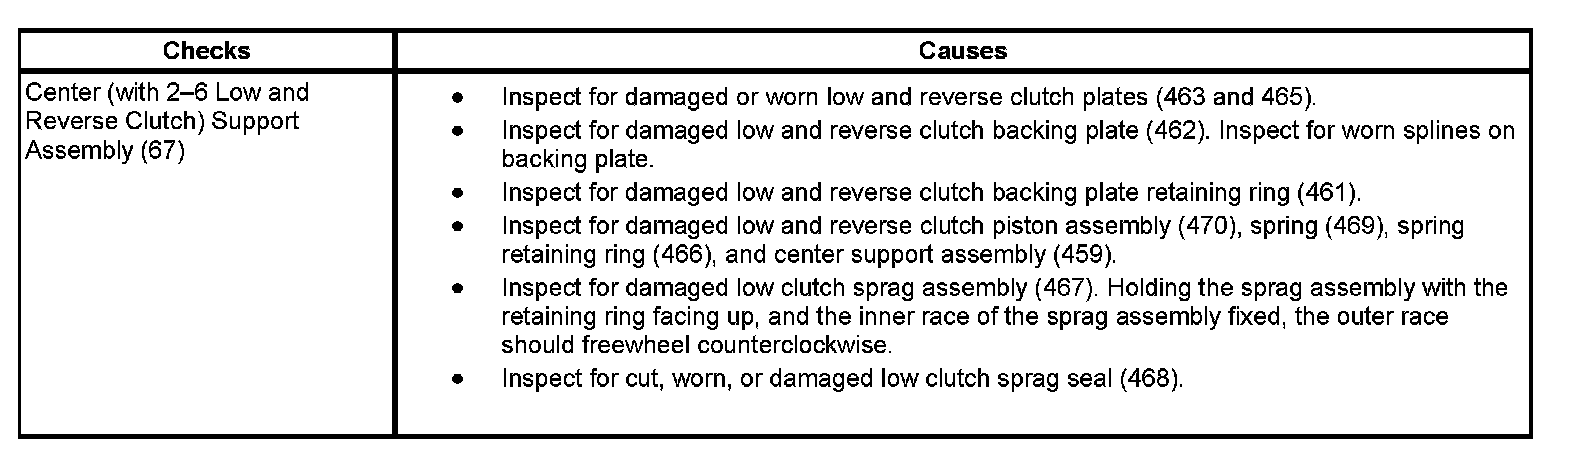 Checks
Causes
Center (with 2–6 Low and
Reverse Clutch) Support
Assembly (67)
● Inspect for damaged or worn low and reverse clutch plates (463 and 465).
● Inspect for damaged low and reverse clutch backing plate (462). Inspect for worn splines on
backing plate.
● Inspect for damaged low and reverse clutch backing plate retaining ring (461).
● Inspect for damaged low and reverse clutch piston assembly (470), spring (469), spring
retaining ring (466), and center support assembly (459).
● Inspect for damaged low clutch sprag assembly (467). Holding the sprag assembly with the
retaining ring facing up, and the inner race of the sprag assembly fixed, the outer race
should freewheel counterclockwise.
● Inspect for cut, worn, or damaged low clutch sprag seal (468).